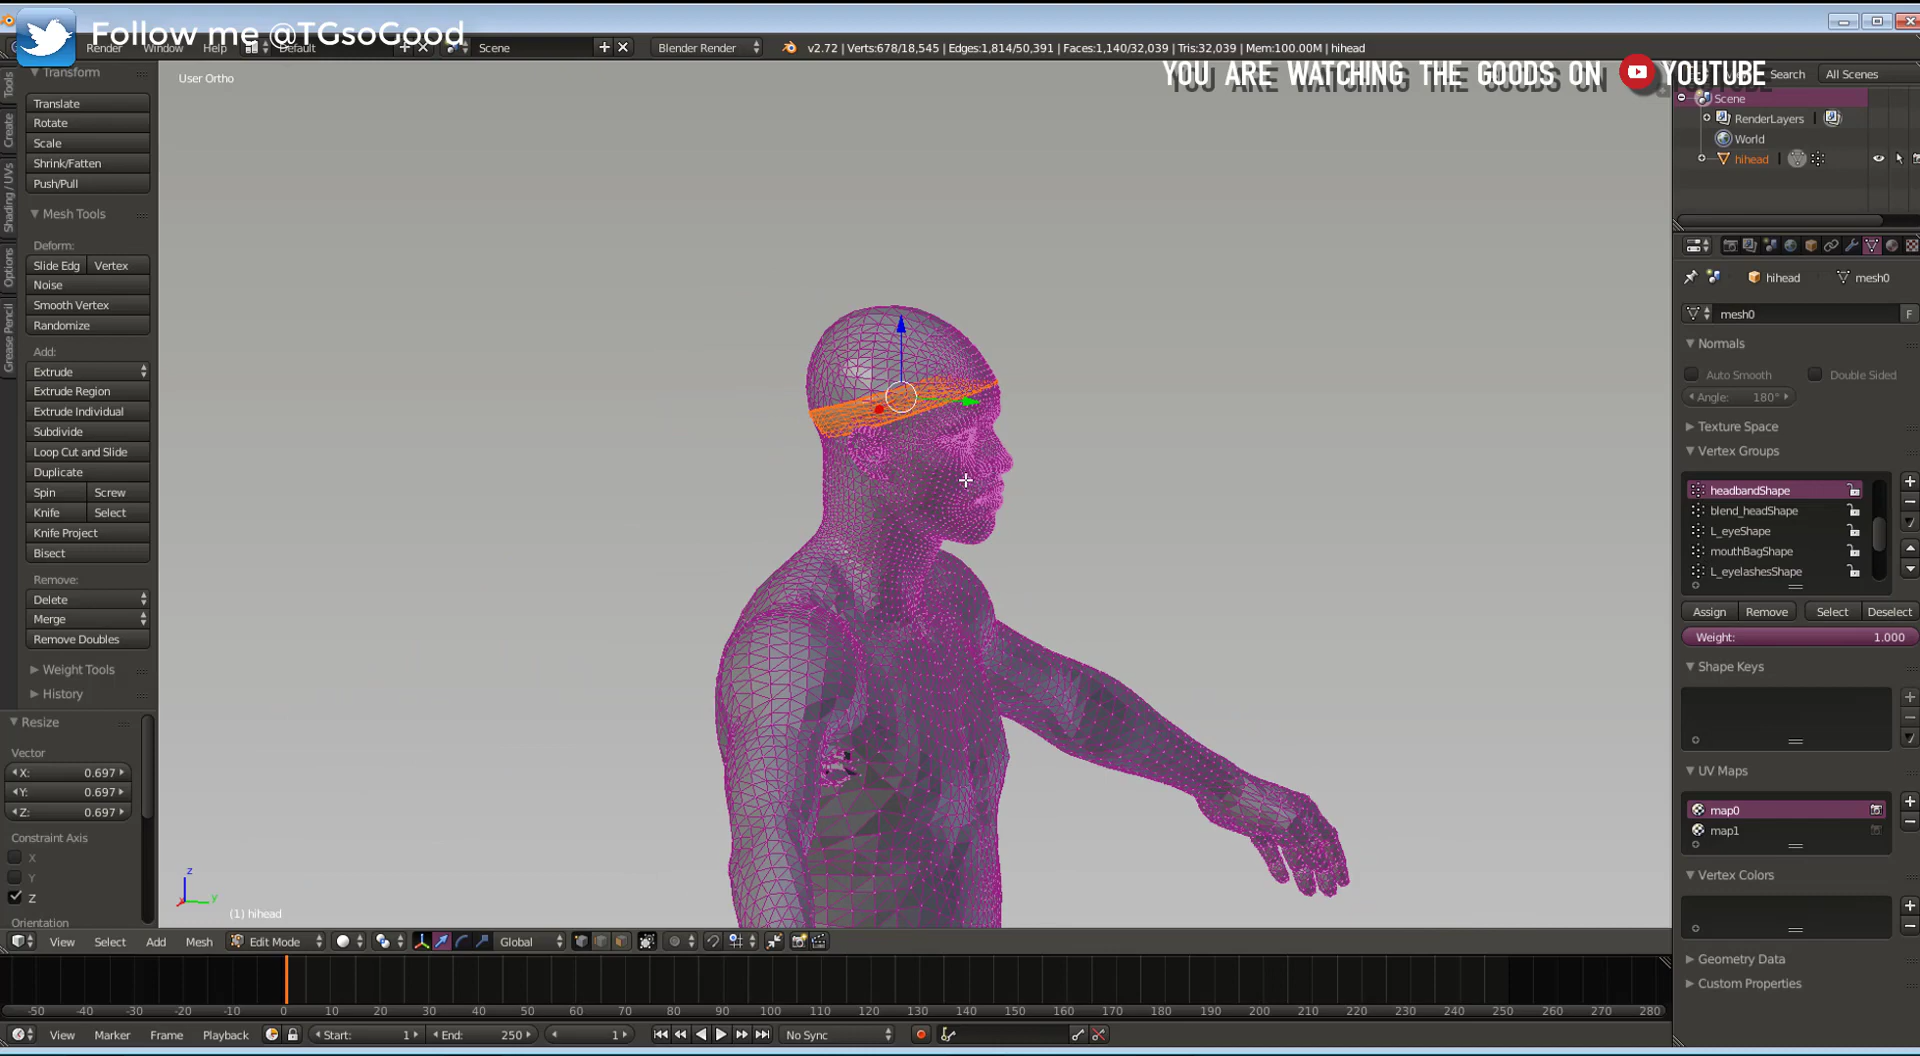 Follow me @TGsoGood
Render Window Help Default Scene Blender Render v2.72 | Verts:678/18,545 | Edges:1,814/50,391 | Faces:1,140/32,039 | Tris:32,039 | Mem:100.00M | hihead
YOU ARE WATCHING THE GOODS ON YOUTUBE
Search All Scenes
User Ortho
Tools
Create
Shading / UVs
Options
Grease Pencil
Transform
Translate
Rotate
Scale
Shrink/Fatten
Push/Pull
Mesh Tools
Deform:
Slide Edg Vertex
Noise
Smooth Vertex
Randomize
Add:
Extrude
Extrude Region
Extrude Individual
Subdivide
Loop Cut and Slide
Duplicate
Spin Screw
Knife Select
Knife Project
Bisect
Remove:
Delete
Merge
Remove Doubles
Weight Tools
History
Resize
Vector
X: 0.697
Y: 0.697
Z: 0.697
Constraint Axis
X
Y
Z
Orientation
z
y
(1) hihead
Scene
RenderLayers
World
hihead
hihead mesh0
mesh0 F
Normals
Auto Smooth Double Sided
Angle: 180°
Texture Space
Vertex Groups
headbandShape
blend_headShape
L_eyeShape
mouthBagShape
L_eyelashesShape
Assign Remove Select Deselect
Weight: 1.000
Shape Keys
UV Maps
map0
map1
Vertex Colors
Geometry Data
Custom Properties
View Select Add Mesh Edit Mode Global
-50 -40 -30 -20 -10 0 10 20 30 40 50 60 70 80 90 100 110 120 130 140 150 160 170 180 190 200 210 220 230 240 250 260 270 280
View Marker Frame Playback Start: 1 End: 250 1 No Sync